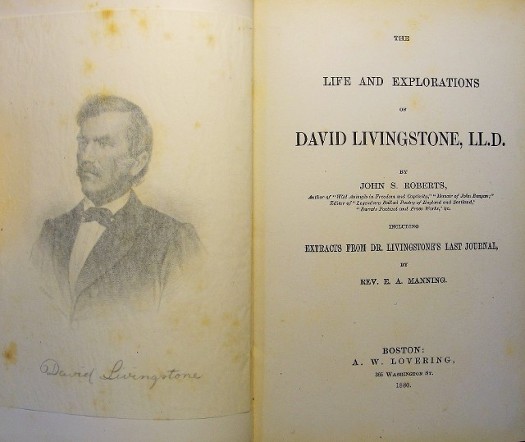 David Livingstone
THE
LIFE AND EXPLORATIONS
OF
DAVID LIVINGSTONE, LL.D.
BY
JOHN S. ROBERTS,
Author of "Wild Animals in Freedom and Captivity," "Memoir of John Bunyan;"
Editor of "Legendary Ballad Poetry of England and Scotland,"
"Burns's Poetical and Prose Works," &c.
INCLUDING
EXTRACTS FROM DR. LIVINGSTONE'S LAST JOURNAL,
BY
REV. E. A. MANNING.
BOSTON:
A. W. LOVERING,
WASHINGTON ST.